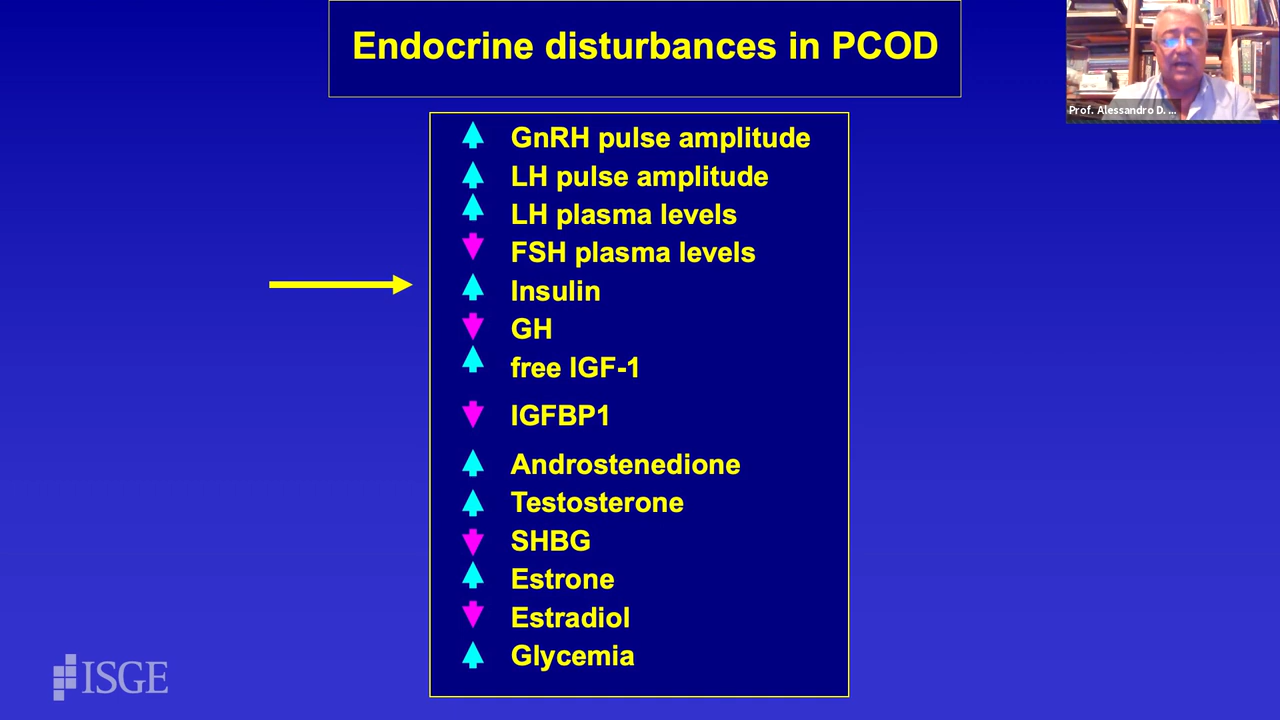 Endocrine disturbances in PCOD
Prof. Alessandro D. ...
GnRH pulse amplitude
LH pulse amplitude
LH plasma levels
FSH plasma levels
Insulin
GH
free IGF-1
IGFBP1
Androstenedione
Testosterone
SHBG
Estrone
Estradiol
Glycemia
ISGE